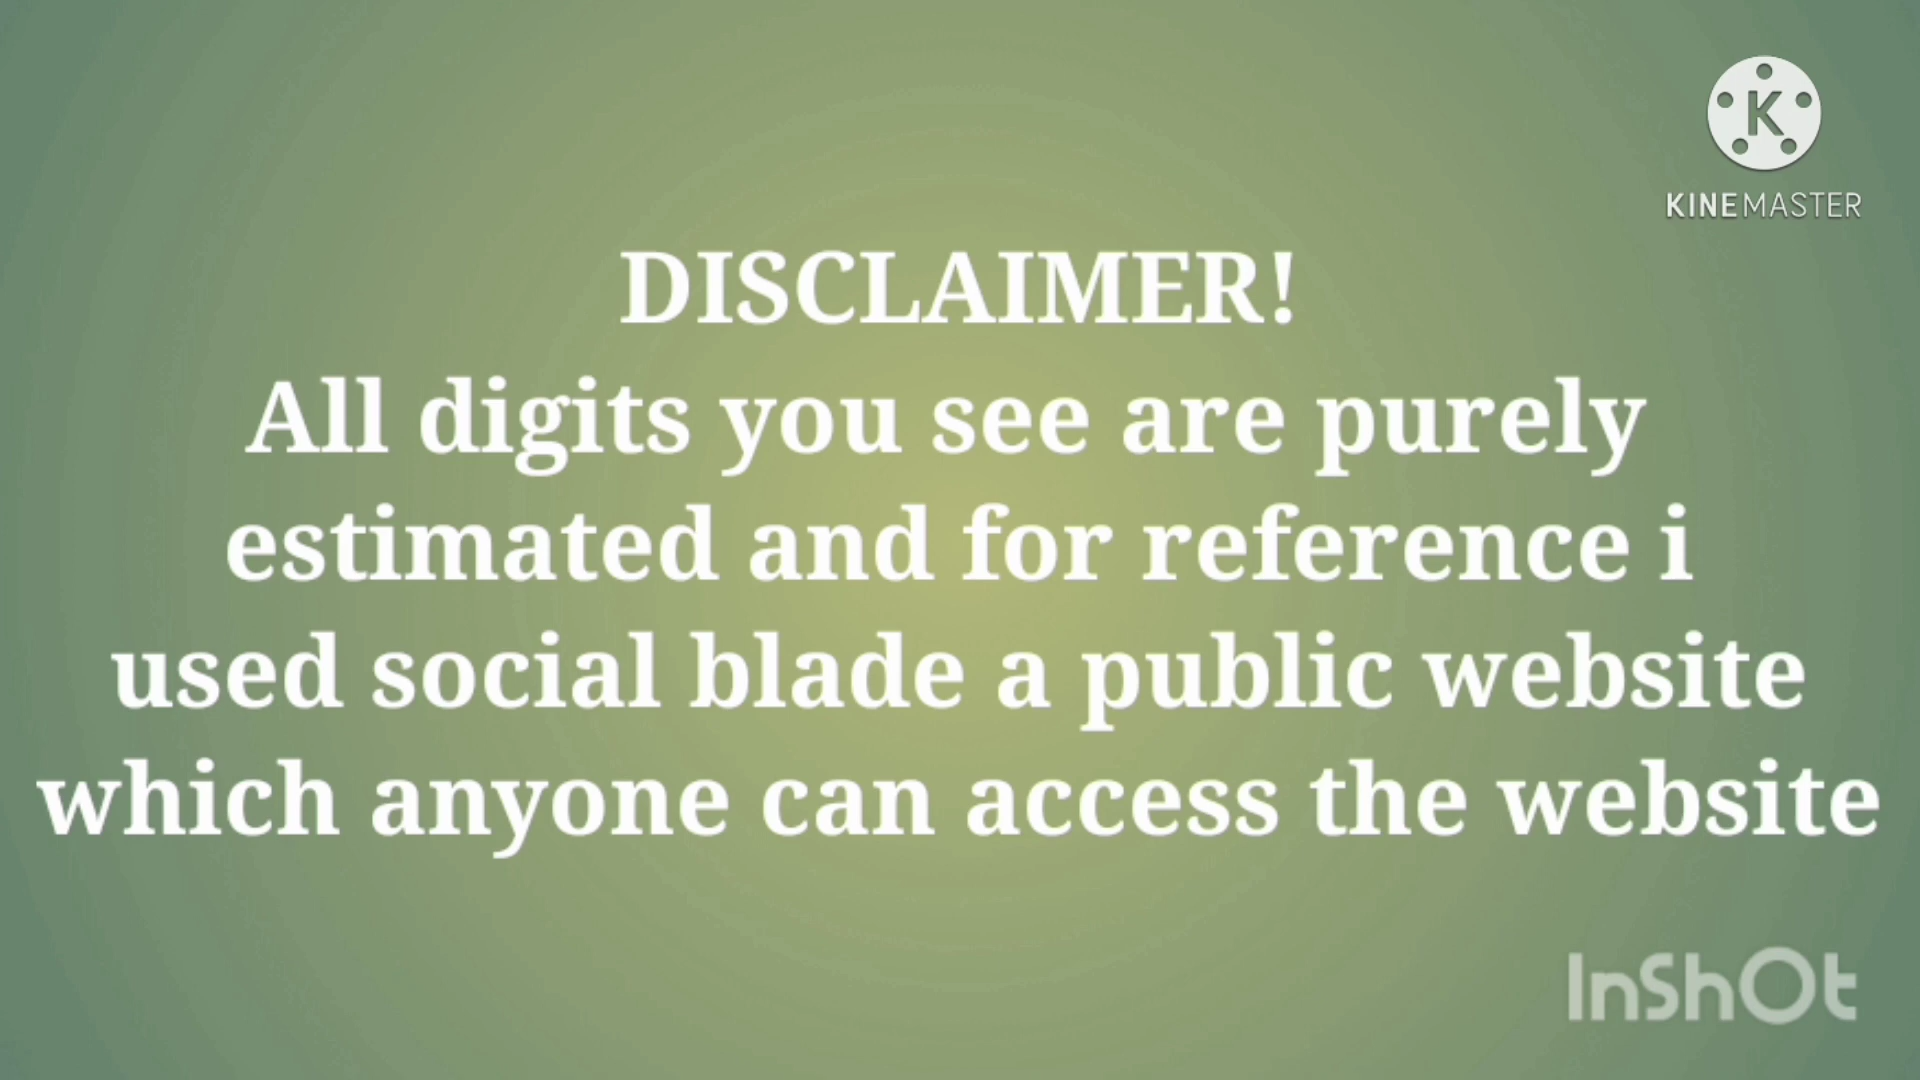 K
KINEMASTER
DISCLAIMER!
All digits you see are purely
estimated and for reference i
used social blade a public website
which anyone can access the website
InShOt